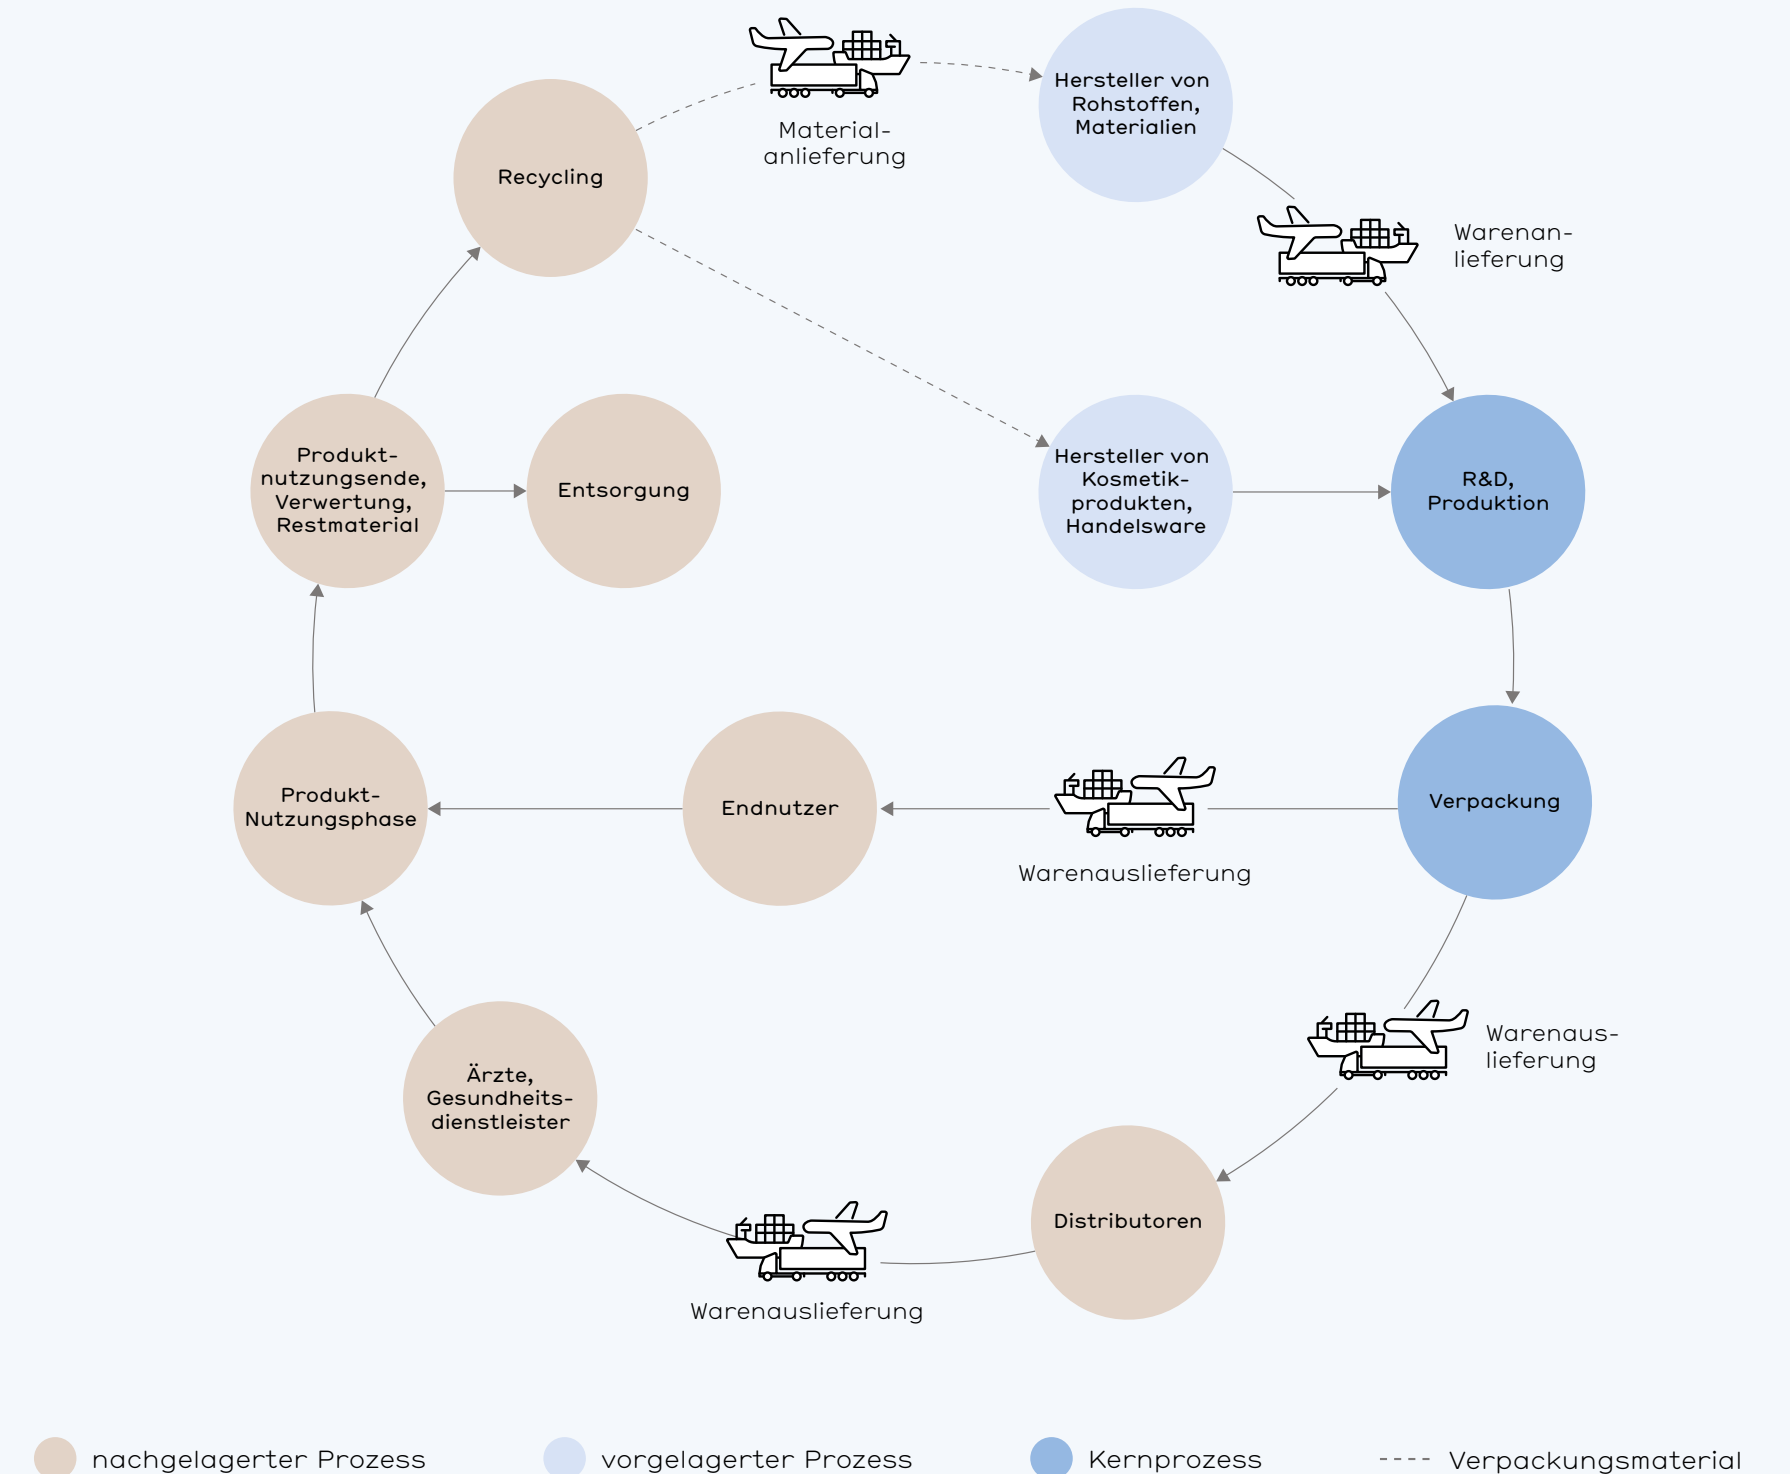 Material-
anlieferung
Hersteller von
Rohstoffen,
Materialien
Recycling
Warenan-
lieferung
Produkt-
nutzungsende,
Verwertung,
Restmaterial
Entsorgung
Hersteller von
Kosmetik-
produkten,
Handelsware
R&D,
Produktion
Produkt-
Nutzungsphase
Endnutzer
Warenauslieferung
Verpackung
Ärzte,
Gesundheits-
dienstleister
Warenaus-
lieferung
Distributoren
Warenauslieferung
nachgelagerter Prozess
vorgelagerter Prozess
Kernprozess
Verpackungsmaterial